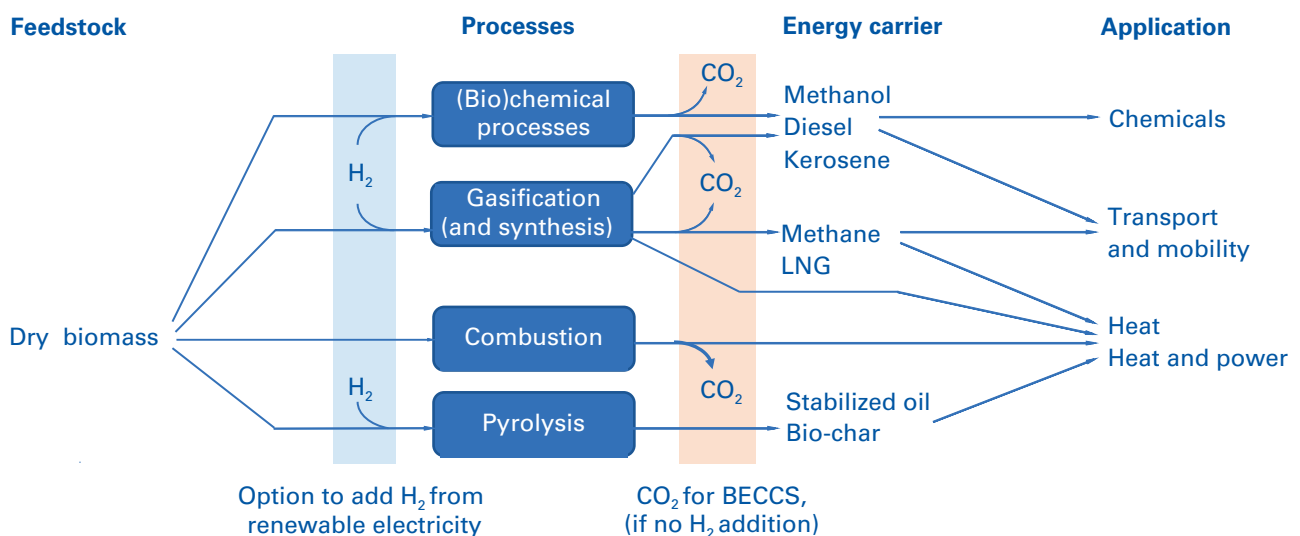 Feedstock
Processes
Energy carrier
Application
(Bio)chemical
processes
CO₂
Methanol
Diesel
Kerosene
Chemicals
H₂
Gasification
(and synthesis)
CO₂
Methane
LNG
Transport
and mobility
Dry biomass
Combustion
Heat
Heat and power
H₂
CO₂
Pyrolysis
Stabilized oil
Bio-char
Option to add H₂ from
renewable electricity
CO₂ for BECCS,
(if no H₂ addition)